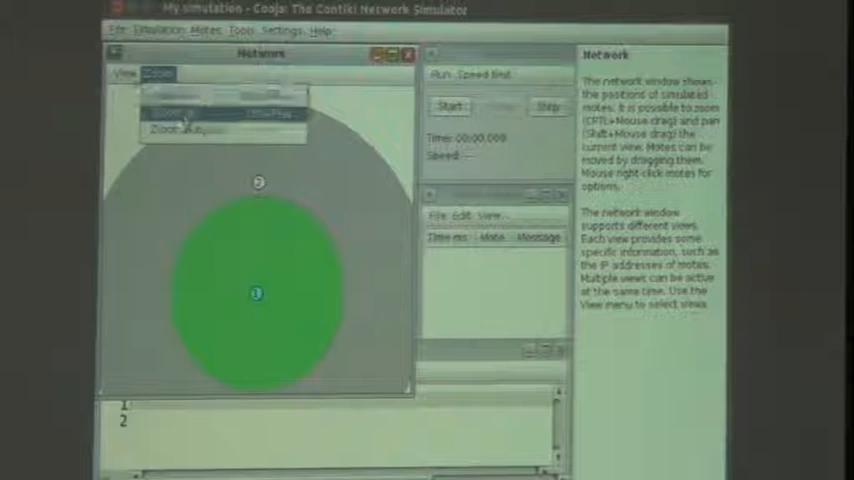 My simulation - Cooja: The Contiki Network Simulator
File Simulation Motes Tools Settings Help
Network
View Zoom
2
1
1
2
Run Speed limit
Start
Step
Time: 00:00.000
Speed: ---
File Edit View
Time ms Mote Message
Network
The network window shows
the positions of simulated
motes. It is possible to zoom
(CRTL+Mouse drag) and pan
(Shift+Mouse drag) the
current view. Motes can be
moved by dragging them.
Mouse right-click motes for
options.
The network window
supports different views.
Each view provides some
specific information, such as
the IP addresses of motes.
Multiple views can be active
at the same time. Use the
View menu to select views.